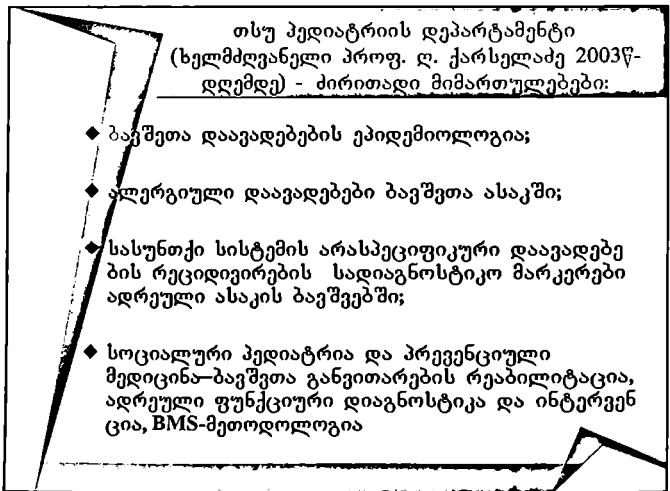 თსუ პედიატრიის დეპარტამენტი
(ხელმძღვანელი პროფ. ღ. ქარსელაძე 2003წ-
დღემდე) - ძირითადი მიმართულებები:
◆ ბავშეთა დაავადებების ეპიდემიოლოგია;
◆ ალერგიული დაავადებები ბავშვთა ასაკში;
◆ სასუნთქი სისტემის არასპეციფიკური დაავადებე
ბის რეციდივირების სადიაგნოსტიკო მარკერები
ადრეული ასაკის ბავშვებში;
◆ სოციალური პედიატრია და პრევენციული
მედიცინა–ბავშვთა განვითარების რეაბილიტაცია,
ადრეული ფუნქციური დიაგნოსტიკა და ინტერვენ
ცია, BMS-მეთოდოლოგია